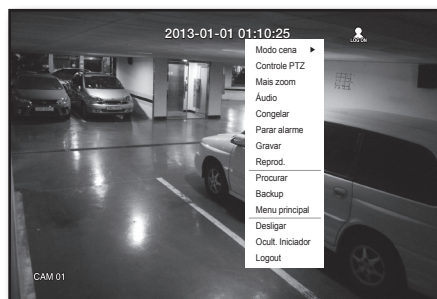 2013-01-01 01:10:25
LOG ON
Modo cena
Controle PTZ
Mais zoom
Áudio
Congelar
Parar alarme
Gravar
Reprod.
Procurar
Backup
Menu principal
Desligar
Ocult. Iniciador
Logout
CAM 01